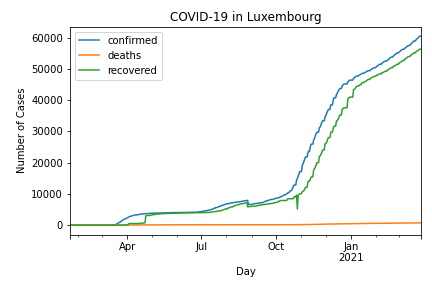 COVID-19 in Luxembourg
confirmed
deaths
recovered
Number of Cases
60000
50000
40000
30000
20000
10000
0
Apr
Jul
Oct
Jan
2021
Day